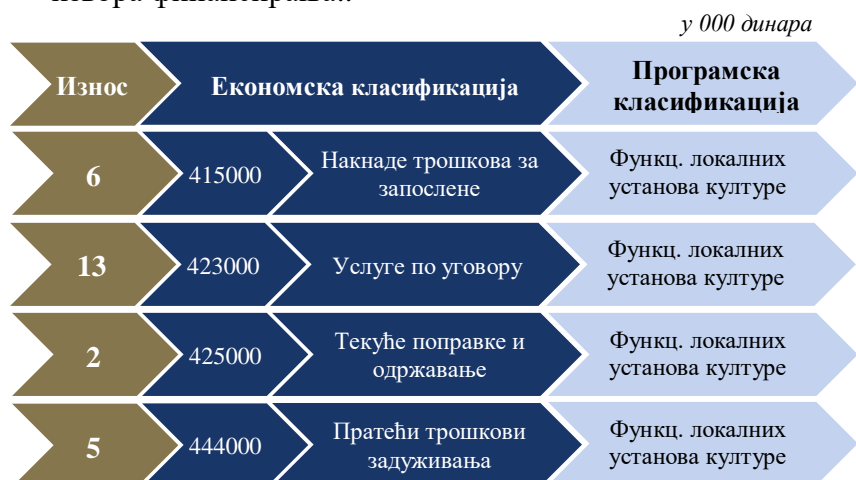 у 000 динара
Износ
Економска класификација
Програмска
класификација
6
415000
Накнаде трошкова за
запослене
Функц. локалних
установа културе
13
423000
Услуге по уговору
Функц. локалних
установа културе
2
425000
Текуће поправке и
одржавање
Функц. локалних
установа културе
5
444000
Пратећи трошкови
задуживања
Функц. локалних
установа културе